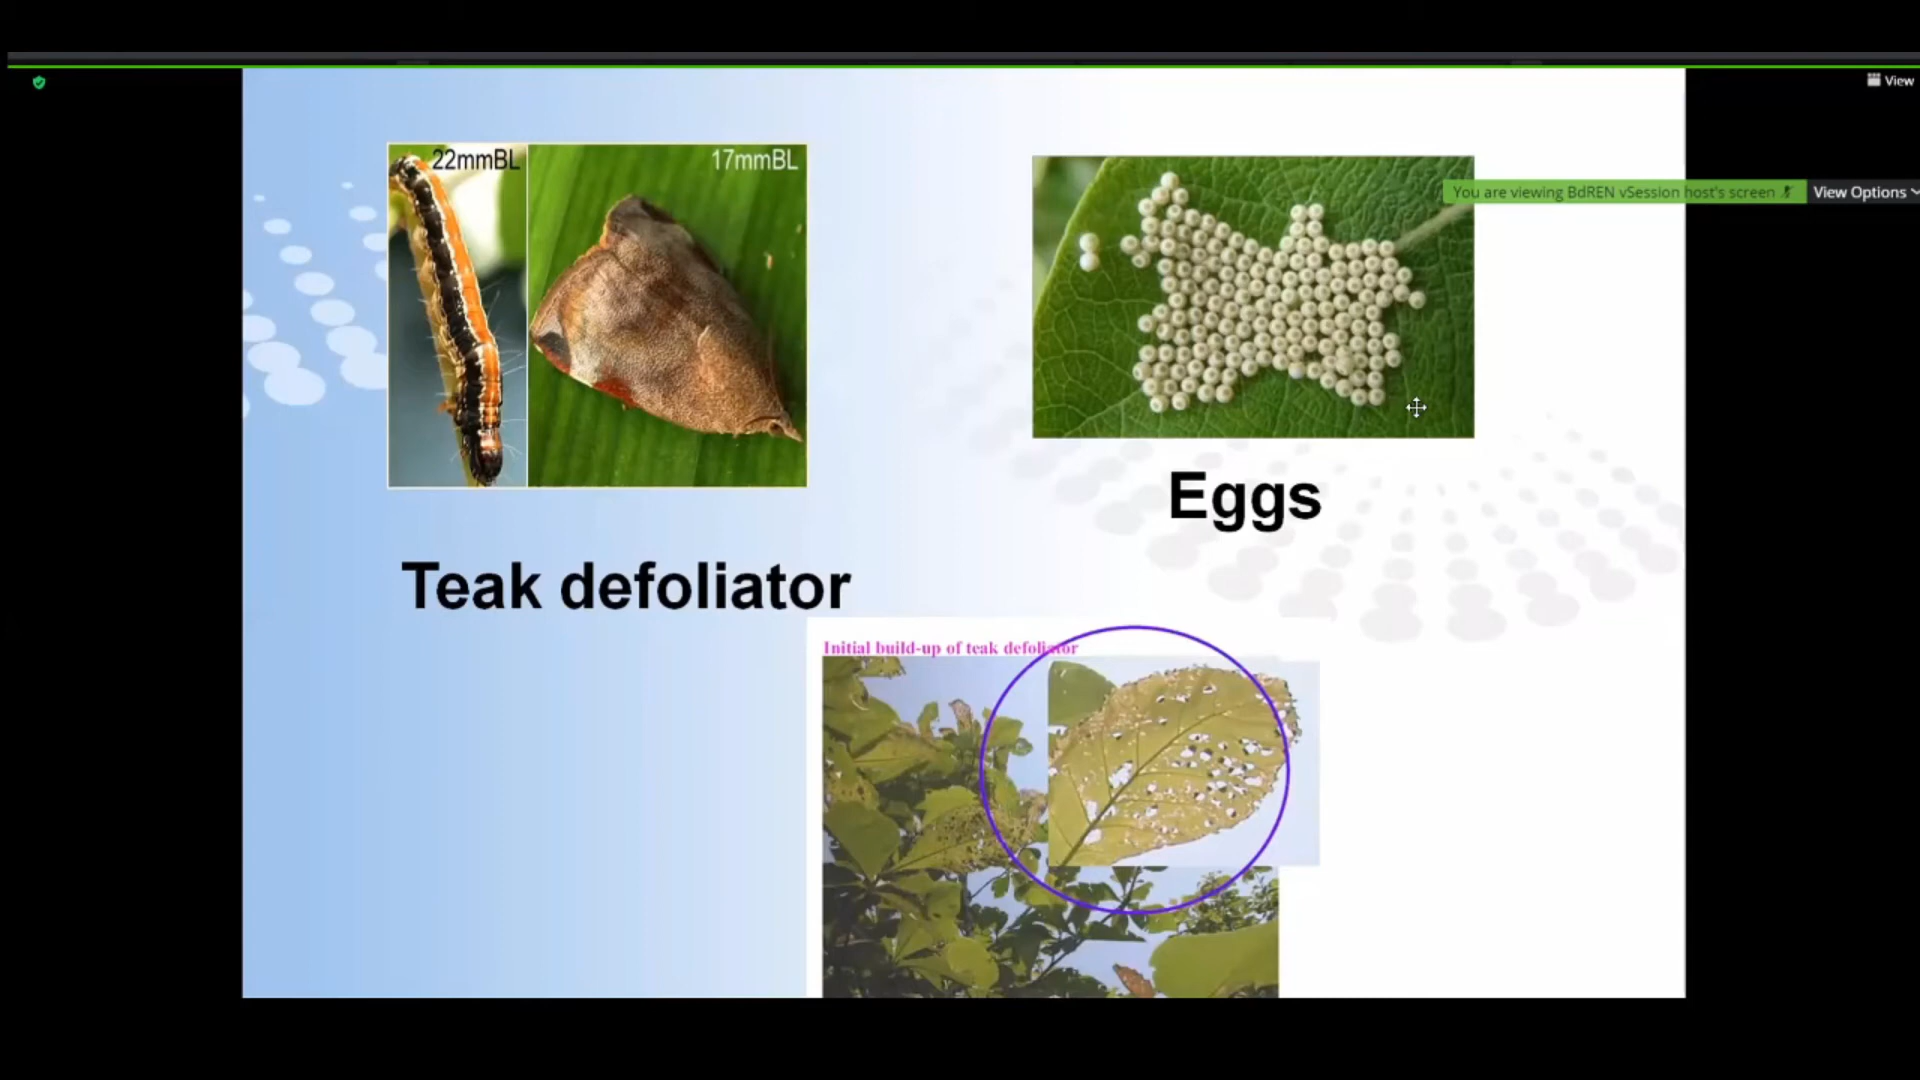 View
22mmBL
17mmBL
You are viewing BdREN vSession host's screen
View Options
Eggs
Teak defoliator
Initial build-up of teak defoliator